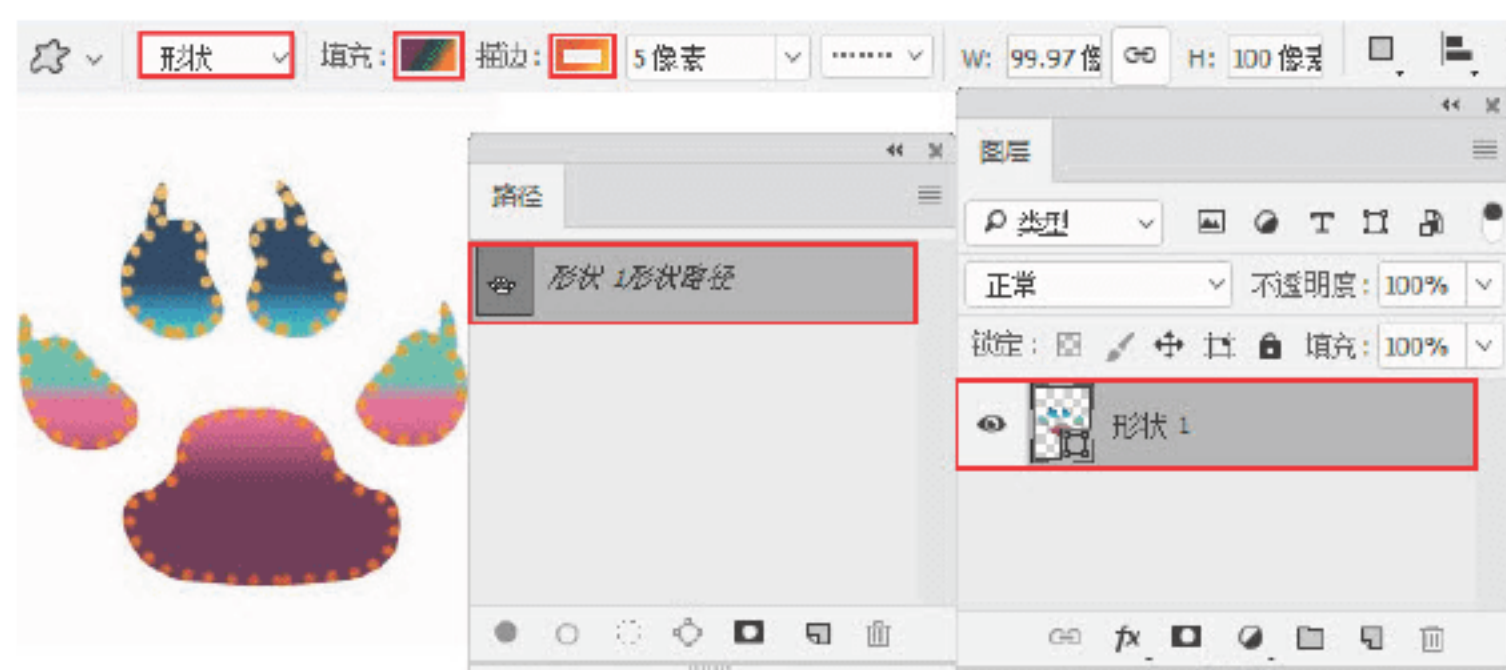 形状 填充: 描边: 5 像素 W: 99.97 像 H: 100 像素
路径
形状 1形状路径
图层
类型
正常 不透明度: 100%
锁定: 填充: 100%
形状 1
fx